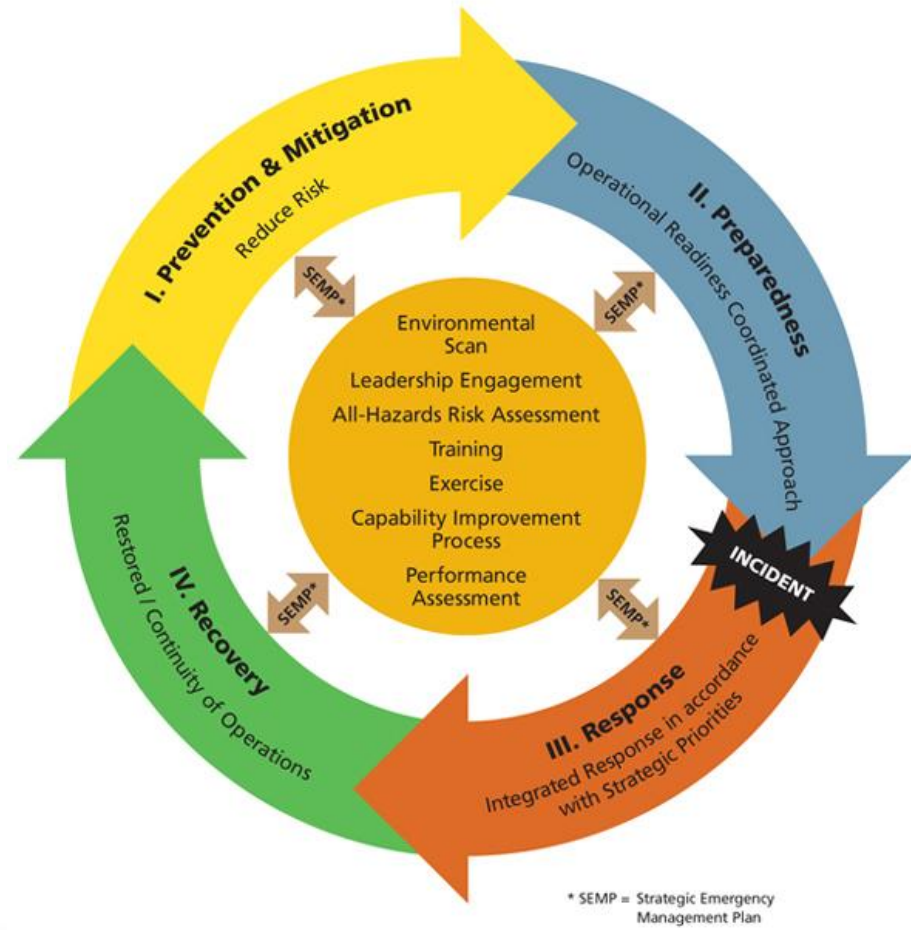 I. Prevention & Mitigation
Reduce Risk
II. Preparedness
Operational Readiness Coordinated Approach
SEMP*
SEMP*
Environmental
Scan
Leadership Engagement
All-Hazards Risk Assessment
Training
Exercise
Capability Improvement
Process
Performance
Assessment
INCIDENT
SEMP*
SEMP*
III. Response
Integrated Response in accordance
with Strategic Priorities
IV. Recovery
Restored / Continuity of Operations
* SEMP = Strategic Emergency
Management Plan